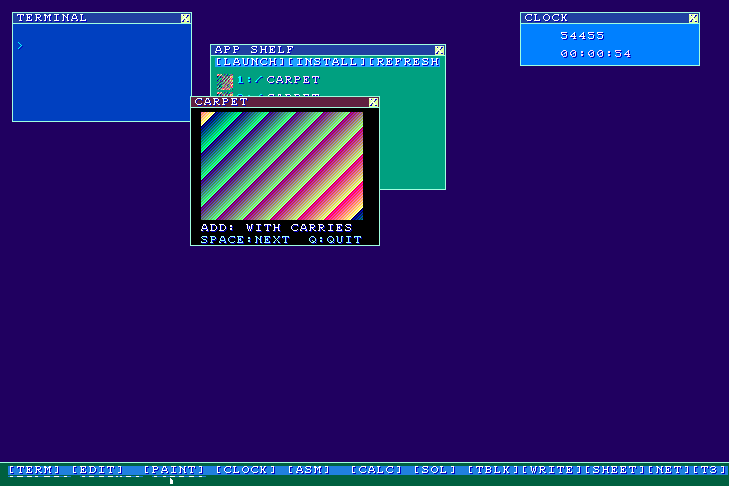 TERMINAL
>
CLOCK
54455
00:00:54
APP SHELF
[LAUNCH][INSTALL][REFRESH
1:/CARPET
CARPET
ADD: WITH CARRIES
SPACE:NEXT Q:QUIT
[TERM] [EDIT] [PAINT] [CLOCK] [ASM] [CALC] [SOL] [TBLK][WRITE][SHEET][NET][T3]